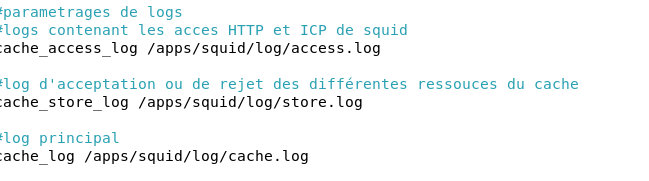 #parametrages de logs
#logs contenant les acces HTTP et ICP de squid
cache_access_log /apps/squid/log/access.log
#log d'acceptation ou de rejet des différentes ressouces du cache
cache_store_log /apps/squid/log/store.log
#log principal
cache_log /apps/squid/log/cache.log